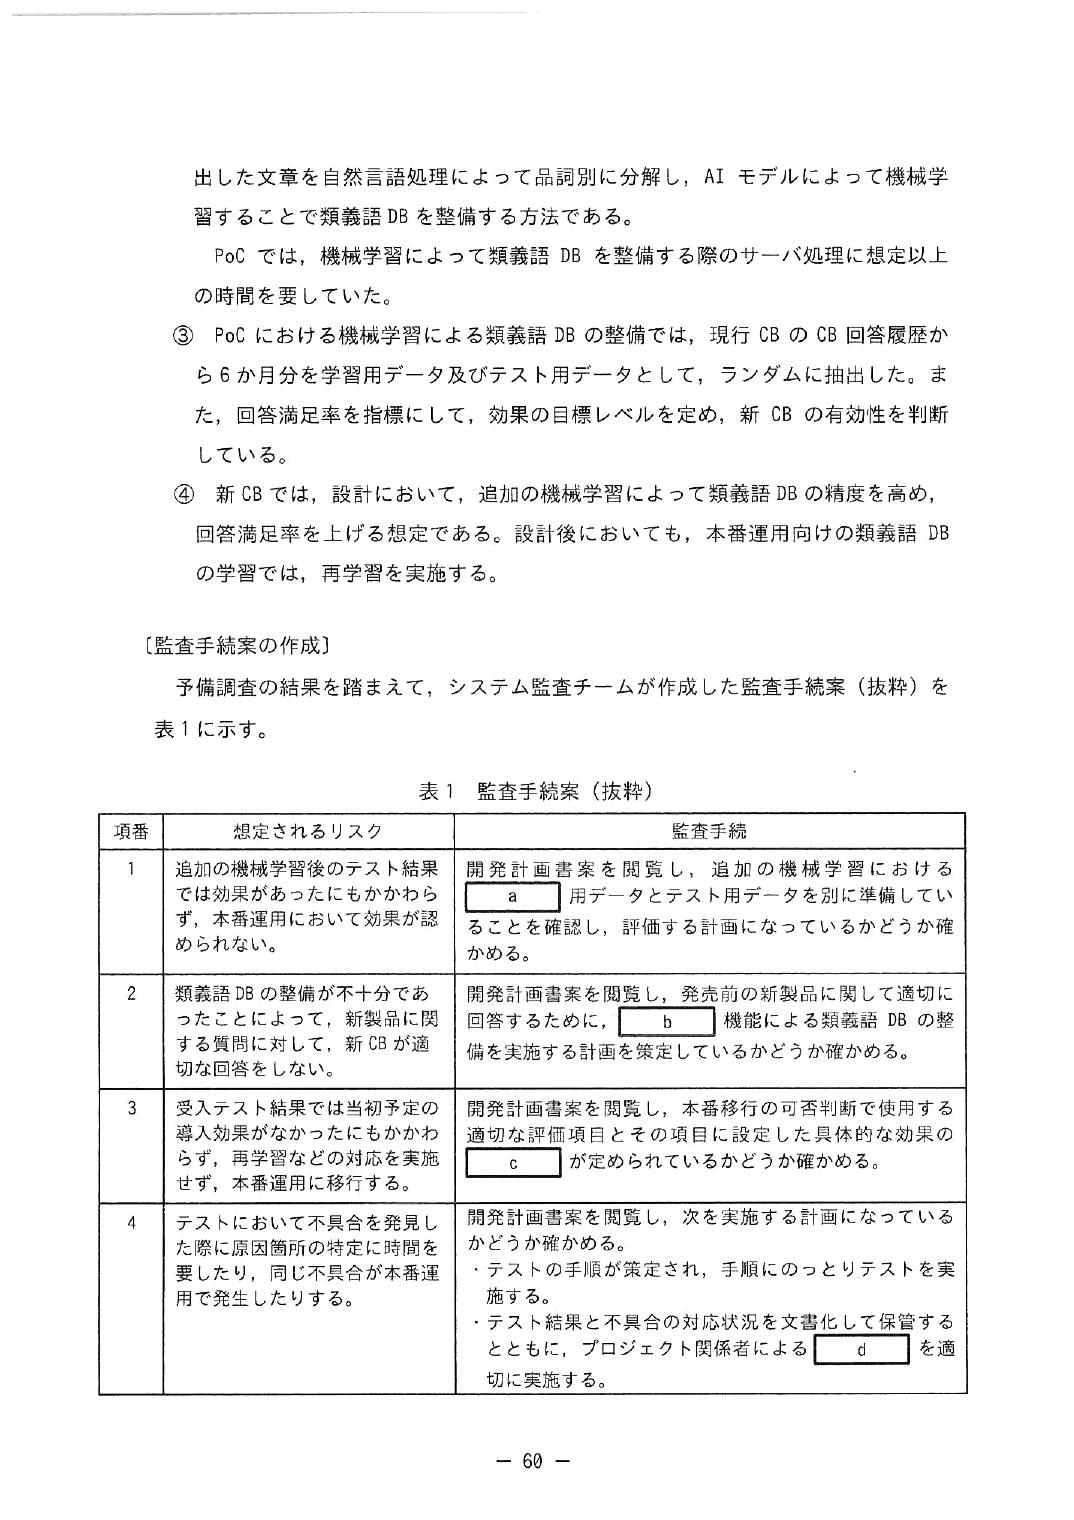 出した文章を自然言語処理によって品詞別に分解し，AI モデルによって機械学
習することで類義語 DB を整備する方法である。
PoC では，機械学習によって類義語 DB を整備する際のサーバ処理に想定以上
の時間を要していた。
③ PoC における機械学習による類義語 DB の整備では，現行 CB の CB 回答履歴か
ら 6 か月分を学習用データ及びテスト用データとして，ランダムに抽出した。ま
た，回答満足率を指標にして，効果の目標レベルを定め，新 CB の有効性を判断
している。
④ 新 CB では，設計において，追加の機械学習によって類義語 DB の精度を高め，
回答満足率を上げる想定である。設計後においても，本番運用向けの類義語 DB
の学習では，再学習を実施する。
〔監査手続案の作成〕
予備調査の結果を踏まえて，システム監査チームが作成した監査手続案（抜粋）を
表 1 に示す。
表 1 監査手続案（抜粋）
項番 想定されるリスク 監査手続
1
追加の機械学習後のテスト結果
では効果があったにもかかわら
ず，本番運用において効果が認
められない。
開発計画書案を閲覧し，追加の機械学習における
a 用データとテスト用データを別に準備してい
ることを確認し，評価する計画になっているかどうか確
かめる。
2
類義語 DB の整備が不十分であ
ったことによって，新製品に関
する質問に対して，新 CB が適
切な回答をしない。
開発計画書案を閲覧し，発売前の新製品に関して適切に
回答するために， b 機能による類義語 DB の整
備を実施する計画を策定しているかどうか確かめる。
3
受入テスト結果では当初予定の
導入効果がなかったにもかかわ
らず，再学習などの対応を実施
せず，本番運用に移行する。
開発計画書案を閲覧し，本番移行の可否判断で使用する
適切な評価項目とその項目に設定した具体的な効果の
c が定められているかどうか確かめる。
4
テストにおいて不具合を発見し
た際に原因箇所の特定に時間を
要したり，同じ不具合が本番運
用で発生したりする。
開発計画書案を閲覧し，次を実施する計画になっている
かどうか確かめる。
・テストの手順が策定され，手順にのっとりテストを実
施する。
・テスト結果と不具合の対応状況を文書化して保管する
とともに，プロジェクト関係者による d を適
切に実施する。
－ 60 －